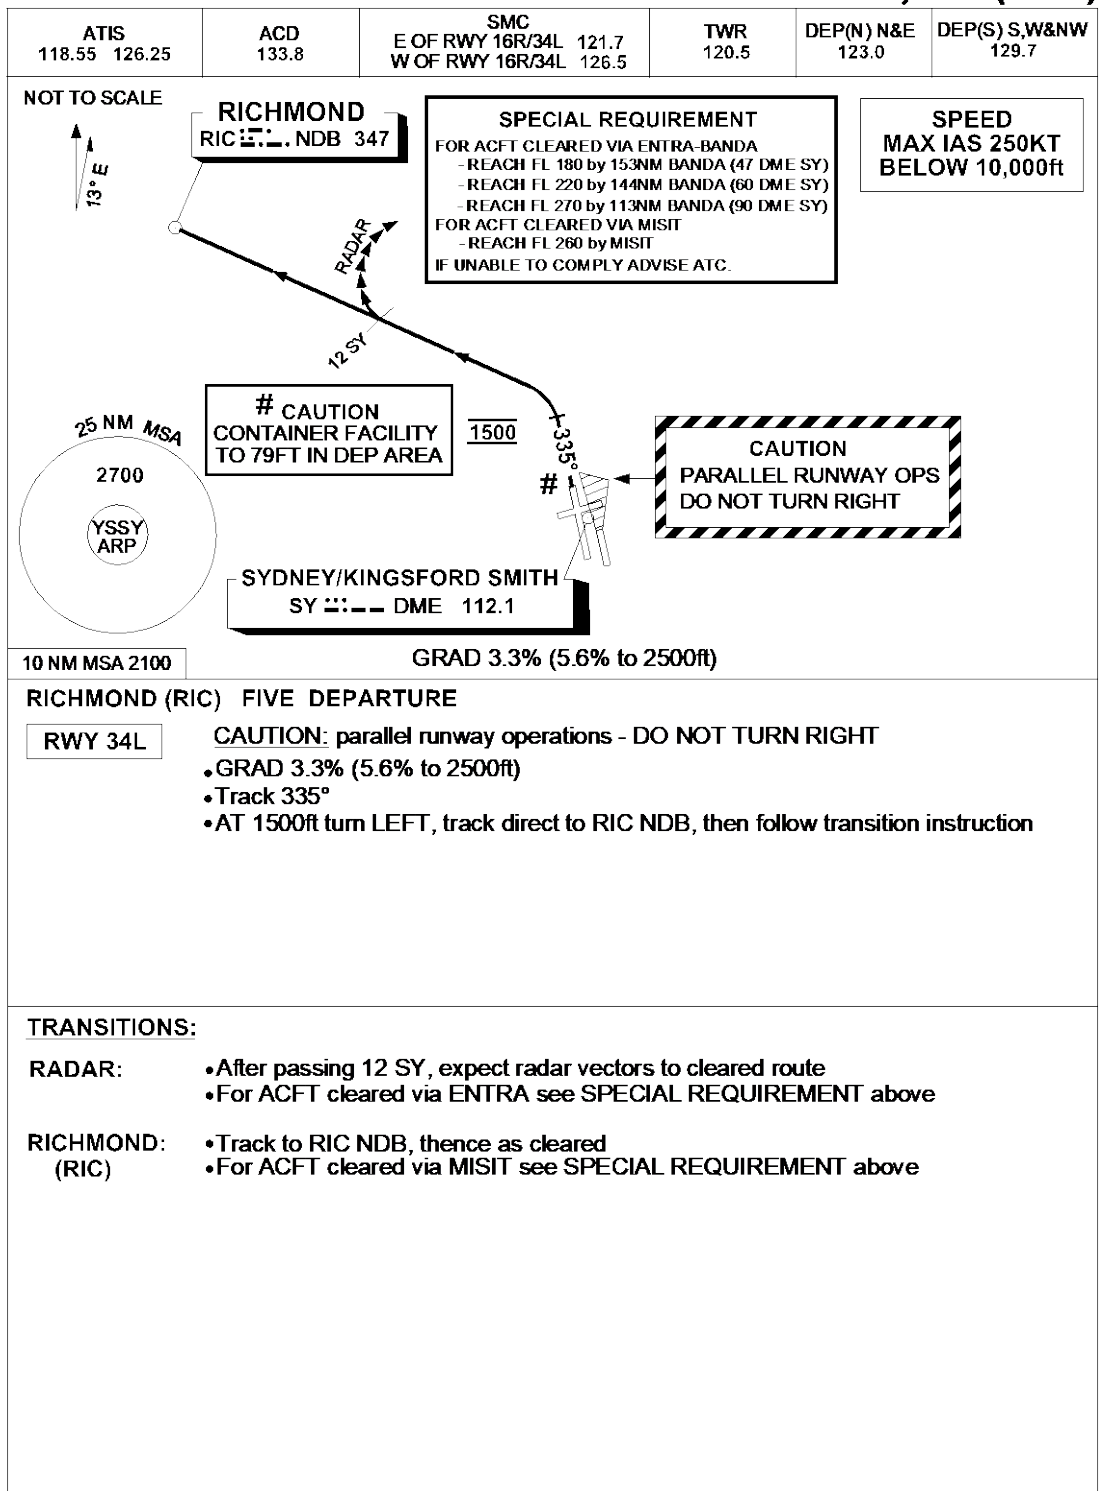 ATIS
118.55 126.25
ACD
133.8
SMC
E OF RWY 16R/34L 121.7
W OF RWY 16R/34L 126.5
TWR
120.5
DEP(N) N&E
123.0
DEP(S) S,W&NW
129.7
NOT TO SCALE
13° E
RICHMOND
RIC NDB 347
SPECIAL REQUIREMENT
FOR ACFT CLEARED VIA ENTRA-BANDA
- REACH FL 180 by 153NM BANDA (47 DME SY)
- REACH FL 220 by 144NM BANDA (60 DME SY)
- REACH FL 270 by 113NM BANDA (90 DME SY)
FOR ACFT CLEARED VIA MISIT
- REACH FL 260 by MISIT
IF UNABLE TO COMPLY ADVISE ATC.
SPEED
MAX IAS 250KT
BELOW 10,000ft
RADAR
12 SY
# CAUTION
CONTAINER FACILITY
TO 79FT IN DEP AREA
1500
335°
#
CAUTION
PARALLEL RUNWAY OPS
DO NOT TURN RIGHT
25 NM MSA
2700
YSSY
ARP
SYDNEY/KINGSFORD SMITH
SY DME 112.1
10 NM MSA 2100
GRAD 3.3% (5.6% to 2500ft)
RICHMOND (RIC) FIVE DEPARTURE
RWY 34L
CAUTION: parallel runway operations - DO NOT TURN RIGHT
•GRAD 3.3% (5.6% to 2500ft)
•Track 335°
•AT 1500ft turn LEFT, track direct to RIC NDB, then follow transition instruction
TRANSITIONS:
RADAR:
•After passing 12 SY, expect radar vectors to cleared route
•For ACFT cleared via ENTRA see SPECIAL REQUIREMENT above
RICHMOND:
(RIC)
•Track to RIC NDB, thence as cleared
•For ACFT cleared via MISIT see SPECIAL REQUIREMENT above